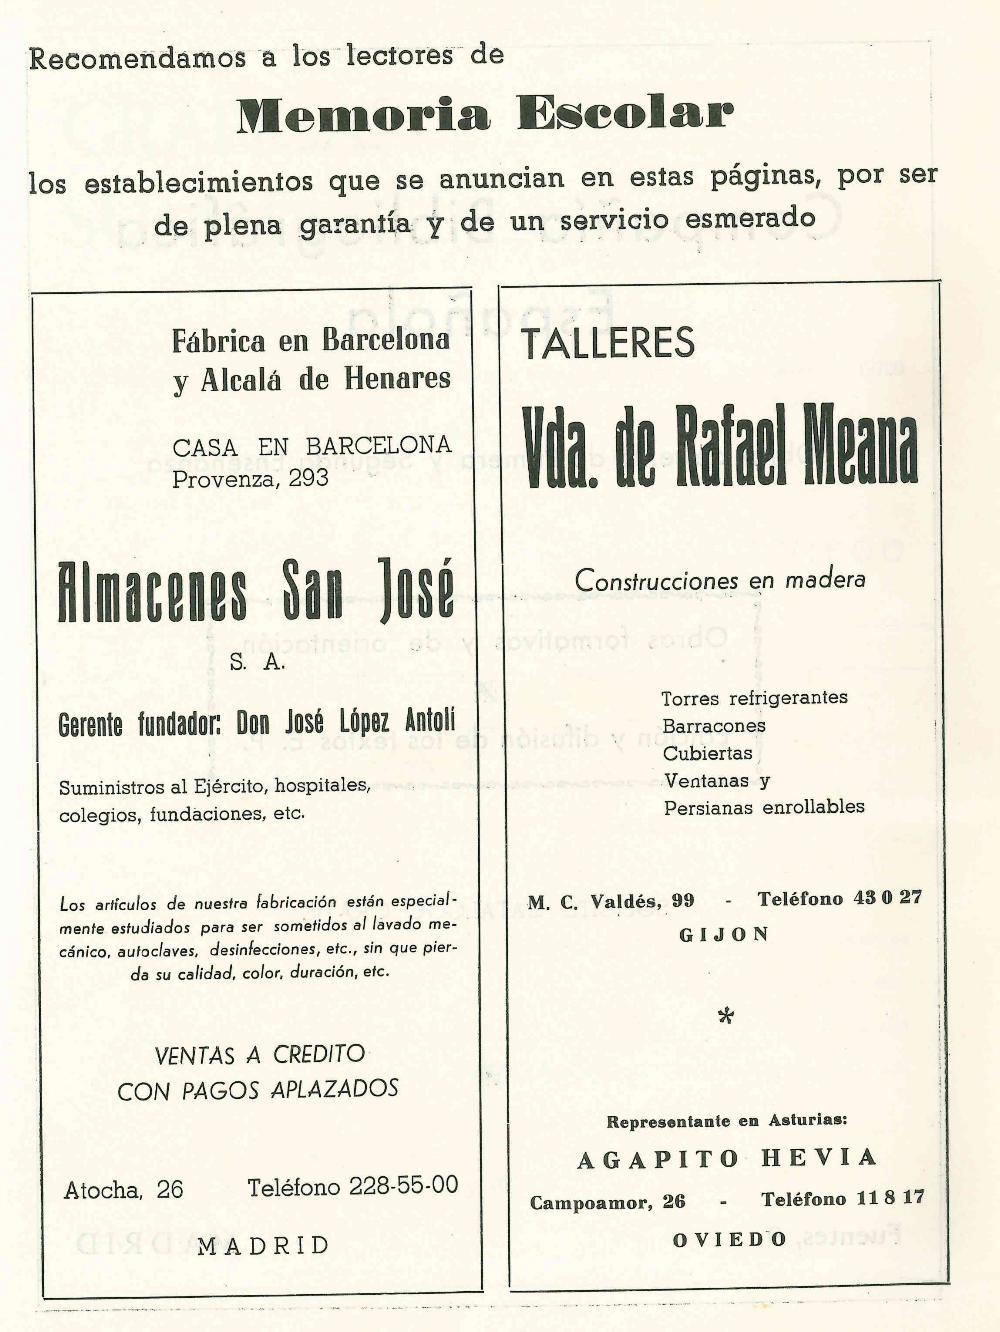 Recomendamos a los lectores de
Memoria Escolar
los establecimientos que se anuncian en estas páginas, por ser
de plena garantía y de un servicio esmerado
Fábrica en Barcelona
y Alcalá de Henares
CASA EN BARCELONA
Provenza, 293
Almacenes San José
S. A.
Gerente fundador: Don José López Antolí
Suministros al Ejército, hospitales,
colegios, fundaciones, etc.
Los artículos de nuestra fabricación están especial-
mente estudiados para ser sometidos al lavado me-
cánico, autoclaves, desinfecciones, etc., sin que pier-
da su calidad, color, duración, etc.
VENTAS A CREDITO
CON PAGOS APLAZADOS
Atocha, 26 Teléfono 228-55-00
MADRID
TALLERES
Vda. de Rafael Meana
Construcciones en madera
Torres refrigerantes
Barracones
Cubiertas
Ventanas y
Persianas enrollables
M. C. Valdés, 99 - Teléfono 43 0 27
GIJON
*
Representante en Asturias:
AGAPITO HEVIA
Campoamor, 26 - Teléfono 11 8 17
OVIEDO